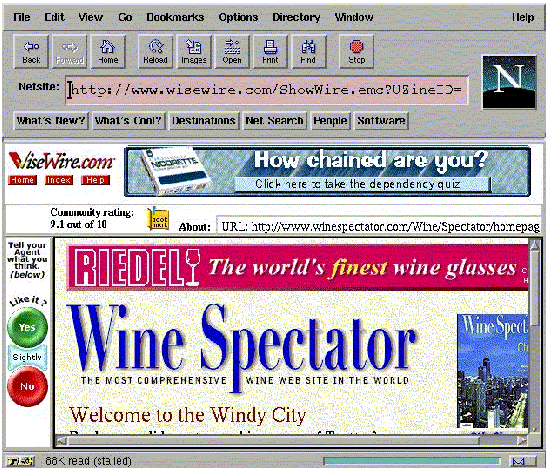 File Edit View Go Bookmarks Options Directory Window Help
Back Forward Home Reload Images Open Print Find Stop
Netsite: http://www.wisewire.com/ShowWire.emc?UZineID=
N
What's New? What's Cool? Destinations Net Search People Software
WiseWire.com
Home Index Help
NICORETTE
How chained are you?
Click here to take the dependency quiz
Community rating:
9.1 out of 10
About: URL: http://www.winespectator.com/Wine/Spectator/homepag
Tell your
Agent
what you
think.
(below)
Like it?
Yes
Slightly
No
RIEDEL The world's finest wine glasses
Wine Spectator
THE MOST COMPREHENSIVE WINE WEB SITE IN THE WORLD
Wine Spect
Welcome to the Windy City
66K read (stalled)